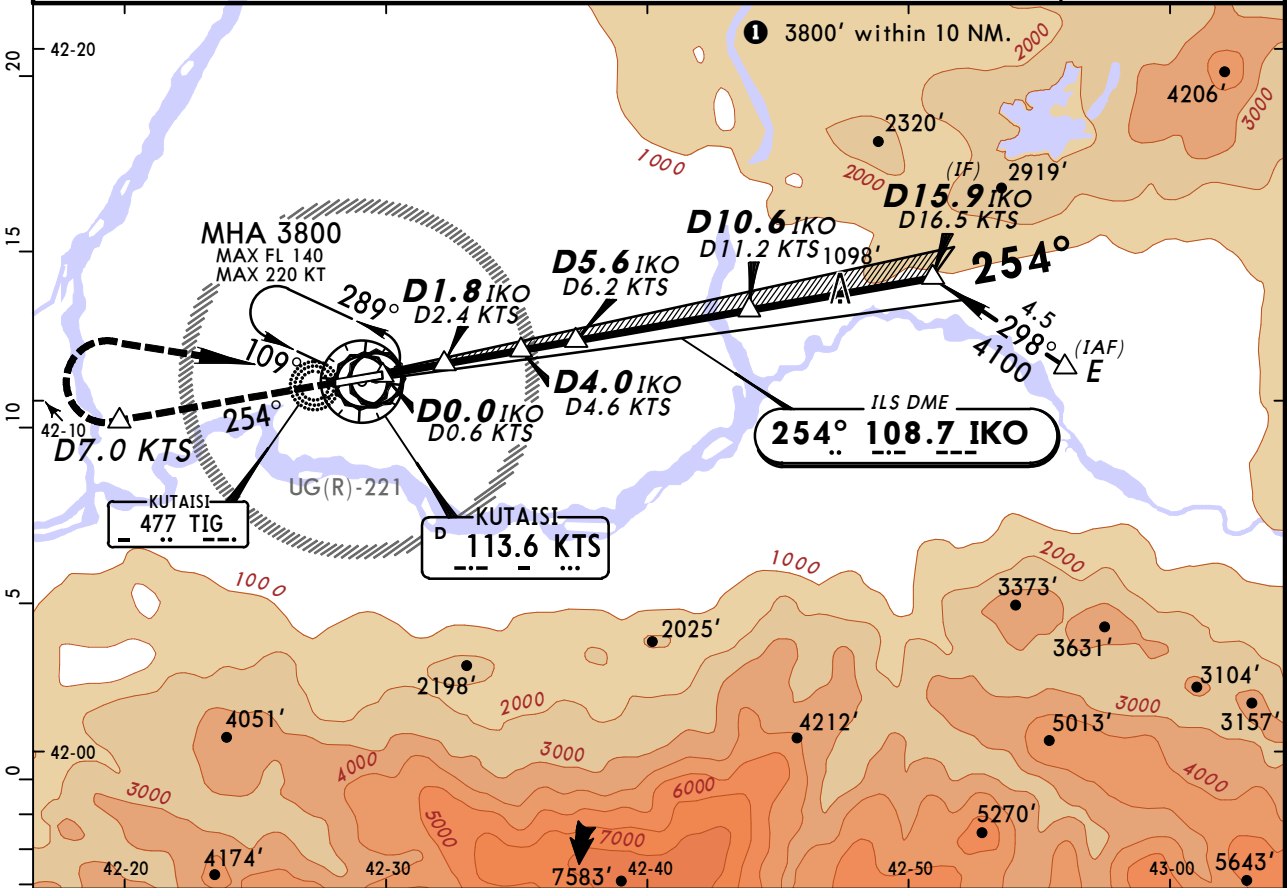 20
42-20
1 3800' within 10 NM.
2000
4206'
3000
2320'
1000
2000
(IF)
2919'
D15.9 IKO
D16.5 KTS
15
MHA 3800
MAX FL 140
MAX 220 KT
D10.6 IKO
D11.2 KTS
1098'
254°
D5.6 IKO
D6.2 KTS
289°
D1.8 IKO
D2.4 KTS
4.5
298°
4100
(IAF)
E
109°
D4.0 IKO
D4.6 KTS
D0.0 IKO
D0.6 KTS
254°
10
42-10
D7.0 KTS
ILS DME
254° 108.7 IKO
UG(R)-221
KUTAISI
477 TIG
KUTAISI
D 113.6 KTS
1000
1000
2000
5
3373'
3631'
2025'
2198'
3104'
3157'
2000
3000
4051'
4212'
5013'
42-00
3000
4000
4000
0
3000
6000
5000
7000
5270'
4174'
7583'
5643'
42-20
42-30
42-40
42-50
43-00